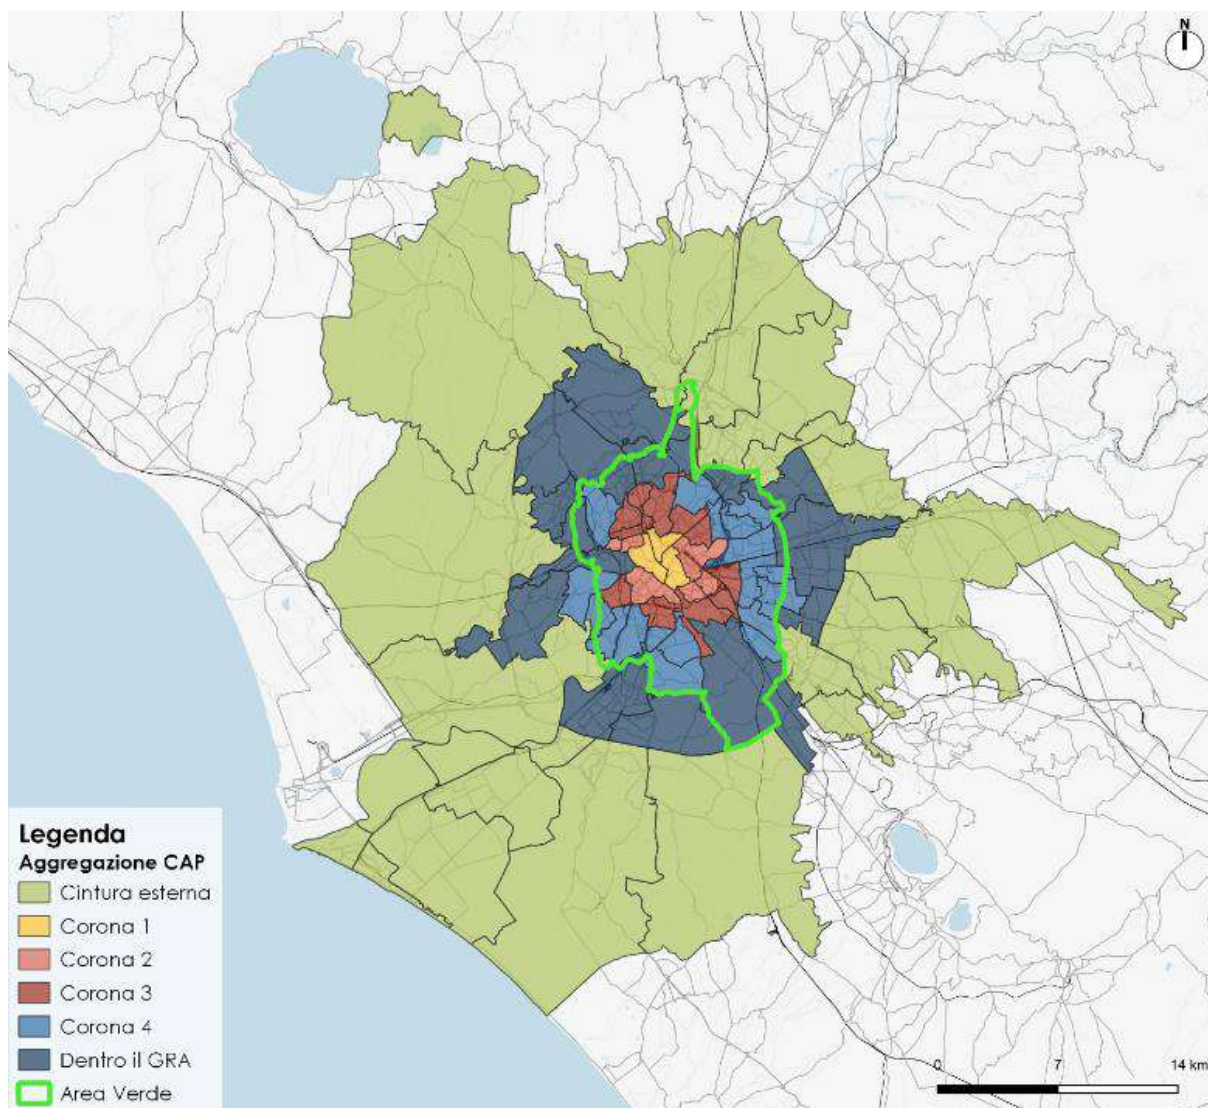 N
Legenda
Aggregazione CAP
Cintura esterna
Corona 1
Corona 2
Corona 3
Corona 4
Dentro il GRA
Area Verde
0 7 14 km